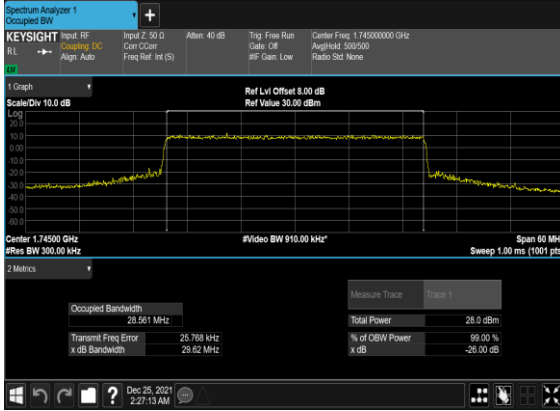 Spectrum Analyzer 1
Occupied BW
+
KEYSIGHT Input: RF Input Z: 50 Ω Atten: 40 dB Trig: Free Run Center Freq: 1.745000000 GHz
RL Coupling: DC Corr CCorr Gate: Off Avg|Hold: 500/500
Align: Auto Freq Ref: Int (S) #IF Gain: Low Radio Std: None
1 Graph
Ref Lvl Offset 8.00 dB
Scale/Div 10.0 dB Ref Value 30.00 dBm
Log
20.0
10.0
0.00
-10.0
-20.0
-30.0
-40.0
-50.0
-60.0
Center 1.74500 GHz #Video BW 910.00 kHz* Span 60 MH
#Res BW 300.00 kHz Sweep 1.00 ms (1001 pts
2 Metrics
Measure Trace Trace 1
Occupied Bandwidth
28.561 MHz Total Power 28.0 dBm
Transmit Freq Error 25.768 kHz % of OBW Power 99.00 %
x dB Bandwidth 29.62 MHz x dB -26.00 dB
? Dec 25, 2021
2:27:13 AM